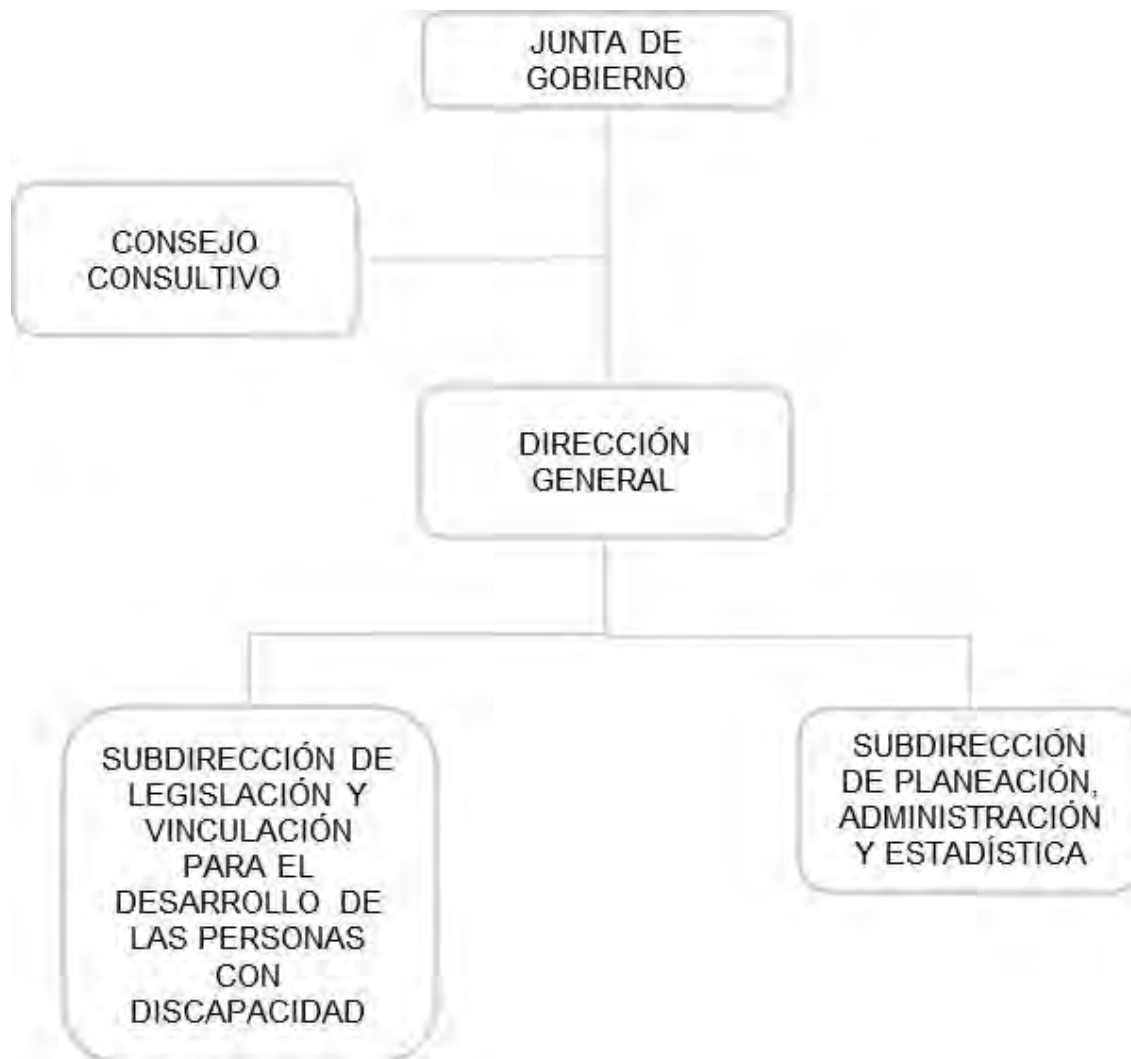 JUNTA DE
GOBIERNO
CONSEJO
CONSULTIVO
DIRECCIÓN
GENERAL
SUBDIRECCIÓN DE
LEGISLACIÓN Y
VINCULACIÓN
PARA EL
DESARROLLO DE
LAS PERSONAS
CON
DISCAPACIDAD
SUBDIRECCIÓN
DE PLANEACIÓN,
ADMINISTRACIÓN
Y ESTADÍSTICA